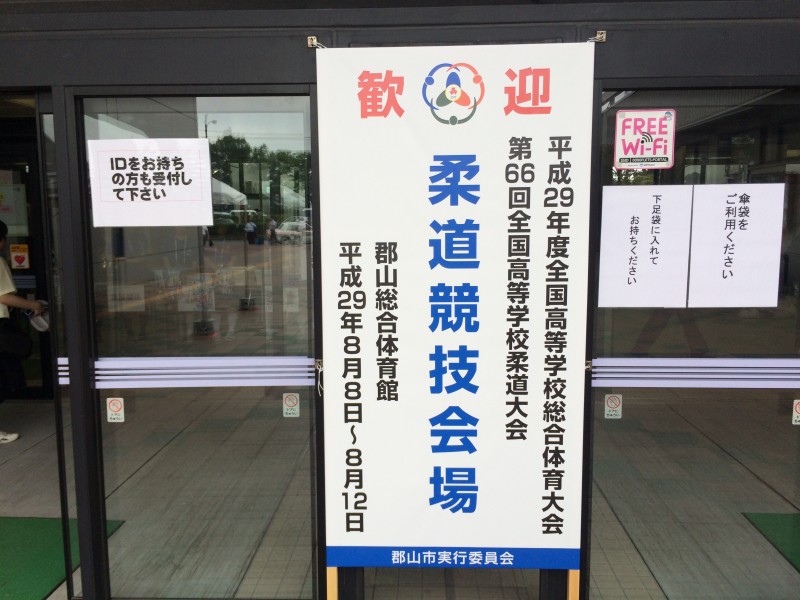 歓迎
平成29年度全国高等学校総合体育大会
第66回全国高等学校柔道大会
柔道競技会場
郡山総合体育館
平成29年8月8日～8月12日
郡山市実行委員会
IDをお持ち
の方も受付し
て下さい
FREE
Wi-Fi
傘袋を
ご利用ください
下足袋に入れて
お持ちください